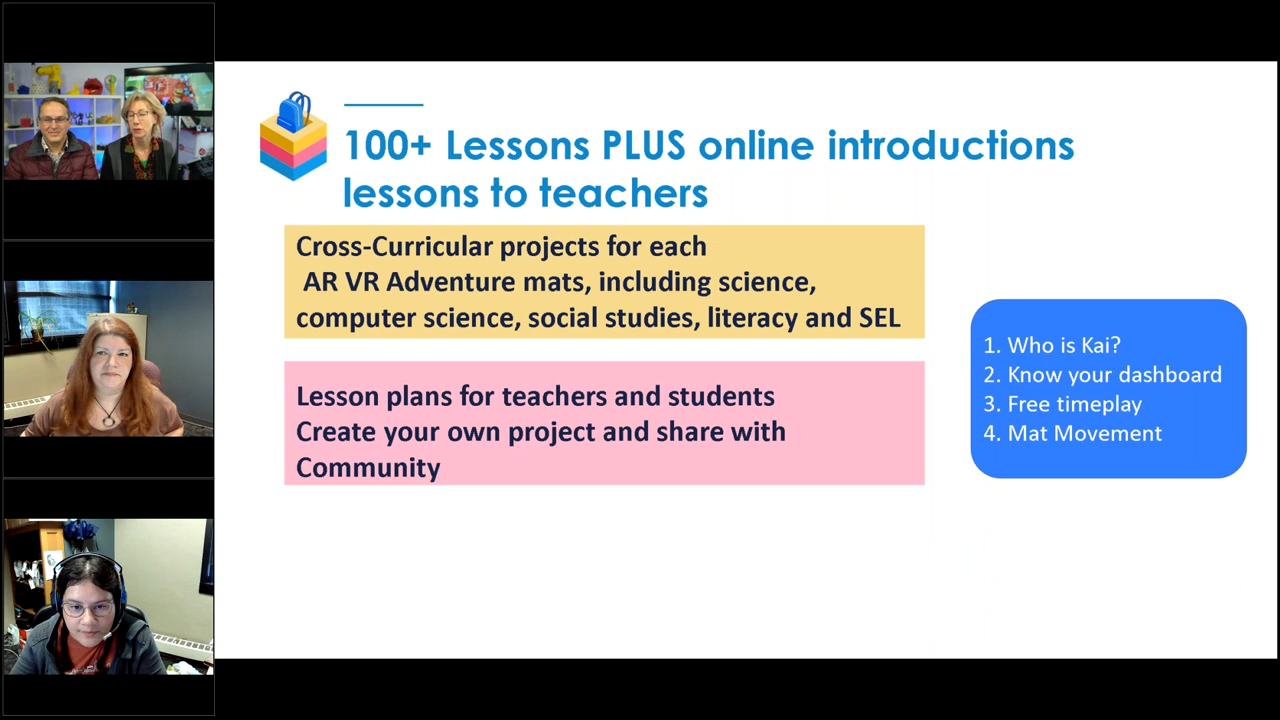 100+ Lessons PLUS online introductions
lessons to teachers
Cross-Curricular projects for each
AR VR Adventure mats, including science,
computer science, social studies, literacy and SEL
Lesson plans for teachers and students
Create your own project and share with
Community
1. Who is Kai?
2. Know your dashboard
3. Free timeplay
4. Mat Movement